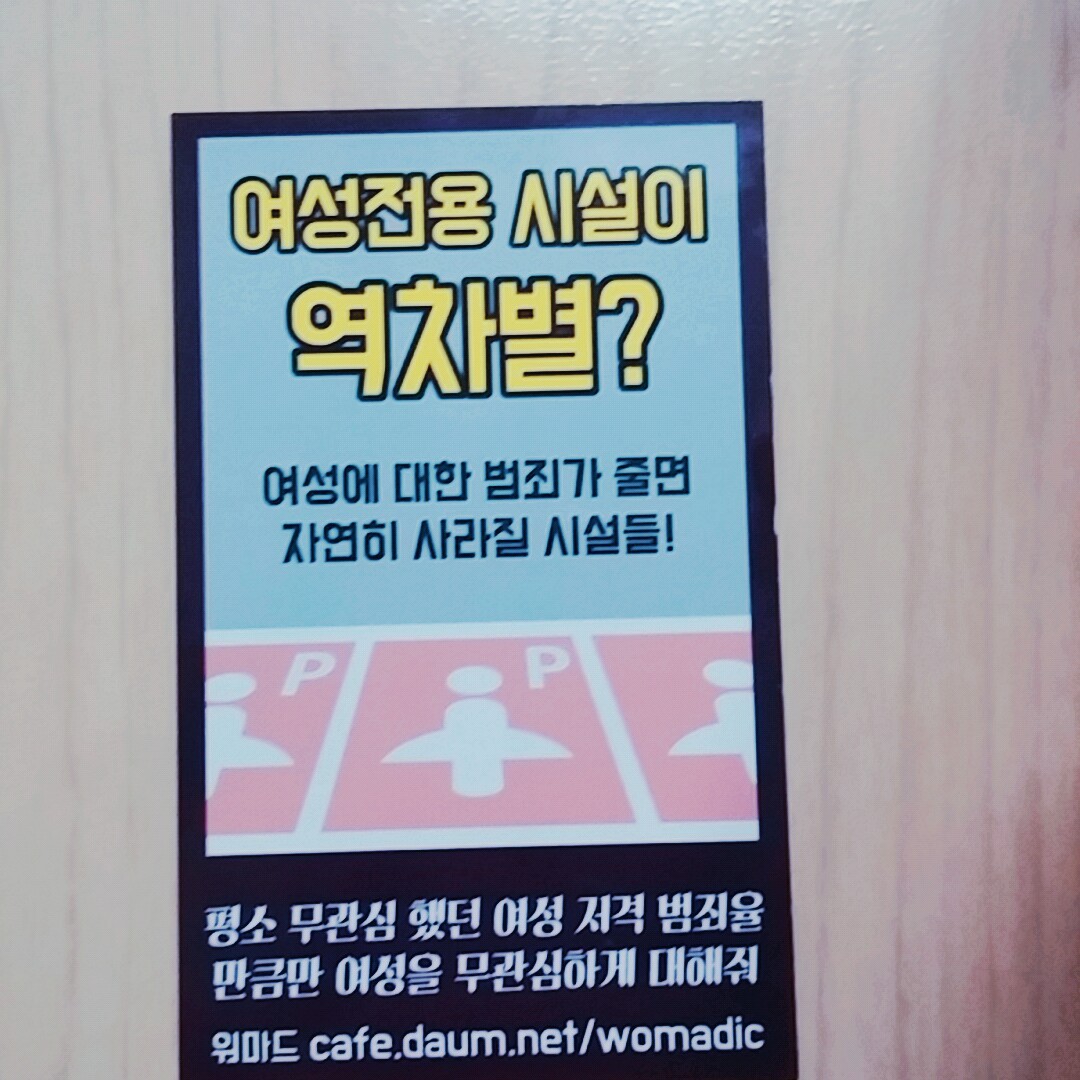 여성전용 시설이
역차별?
여성에 대한 범죄가 줄면
자연히 사라질 시설들!
P P
평소 무관심 했던 여성 저격 범죄율
만큼만 여성을 무관심하게 대해줘
워마드 cafe.daum.net/womadic